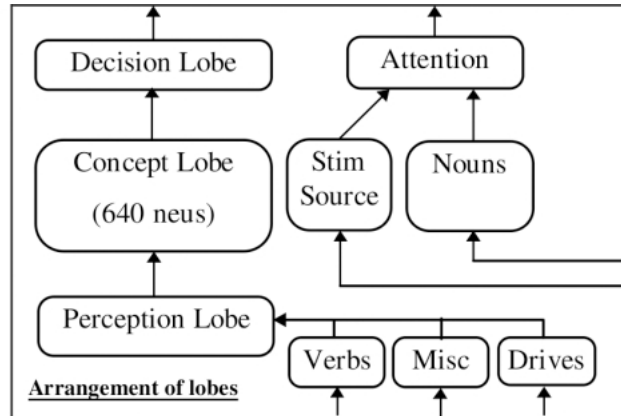 Decision Lobe
Attention
Concept Lobe
(640 neus)
Stim
Source
Nouns
Perception Lobe
Verbs
Misc
Drives
Arrangement of lobes